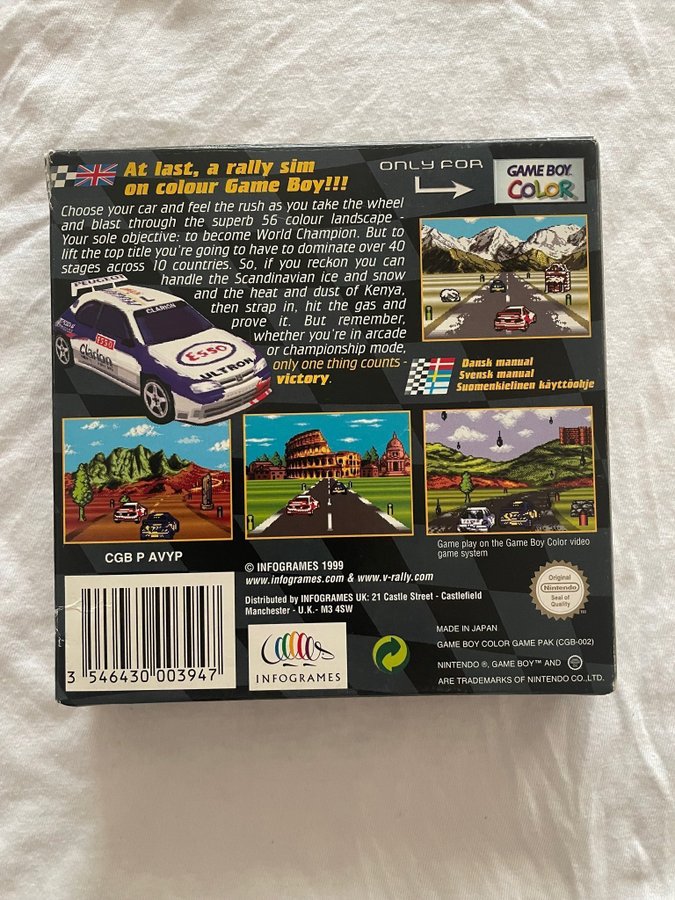 At last, a rally sim
on colour Game Boy!!!
ONLY FOR
GAME BOY
COLOR
Choose your car and feel the rush as you take the wheel
and blast through the superb 56 colour landscape -
Your sole objective: to become World Champion. But to
lift the top title you're going to have to dominate over 40
stages across 10 countries. So, if you reckon you can
handle the Scandinavian ice and snow
and the heat and dust of Kenya,
then strap in, hit the gas and
prove it. But remember,
whether you're in arcade
or championship mode,
only one thing counts -
victory.
PEUGEOT
CLARION
ESSO
Clarion
ESSO
ULTRON
Dansk manual
Svensk manual
Suomenkielinen käyttöohje
Game play on the Game Boy Color video
game system
CGB P AVYP
© INFOGRAMES 1999
www.infogrames.com & www.v-rally.com
Distributed by INFOGRAMES UK: 21 Castle Street - Castlefield
Manchester - U.K.- M3 4SW
3 546430 003947
INFOGRAMES
Original
Nintendo
Seal of
Quality
MADE IN JAPAN
GAME BOY COLOR GAME PAK (CGB-002)
NINTENDO ®, GAME BOY™ AND
ARE TRADEMARKS OF NINTENDO CO.,LTD.